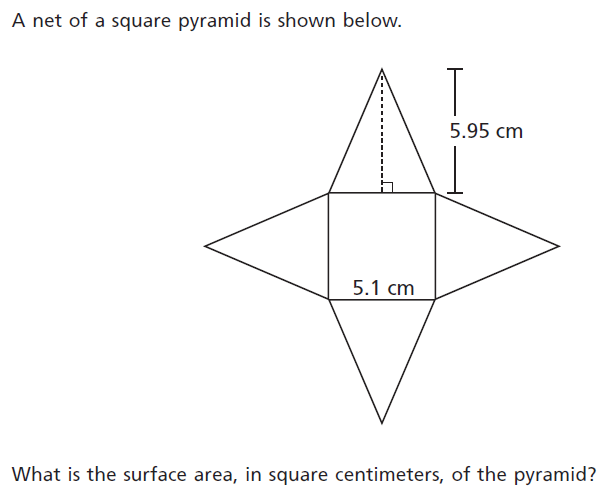 A net of a square pyramid is shown below.
5.95 cm
5.1 cm
What is the surface area, in square centimeters, of the pyramid?